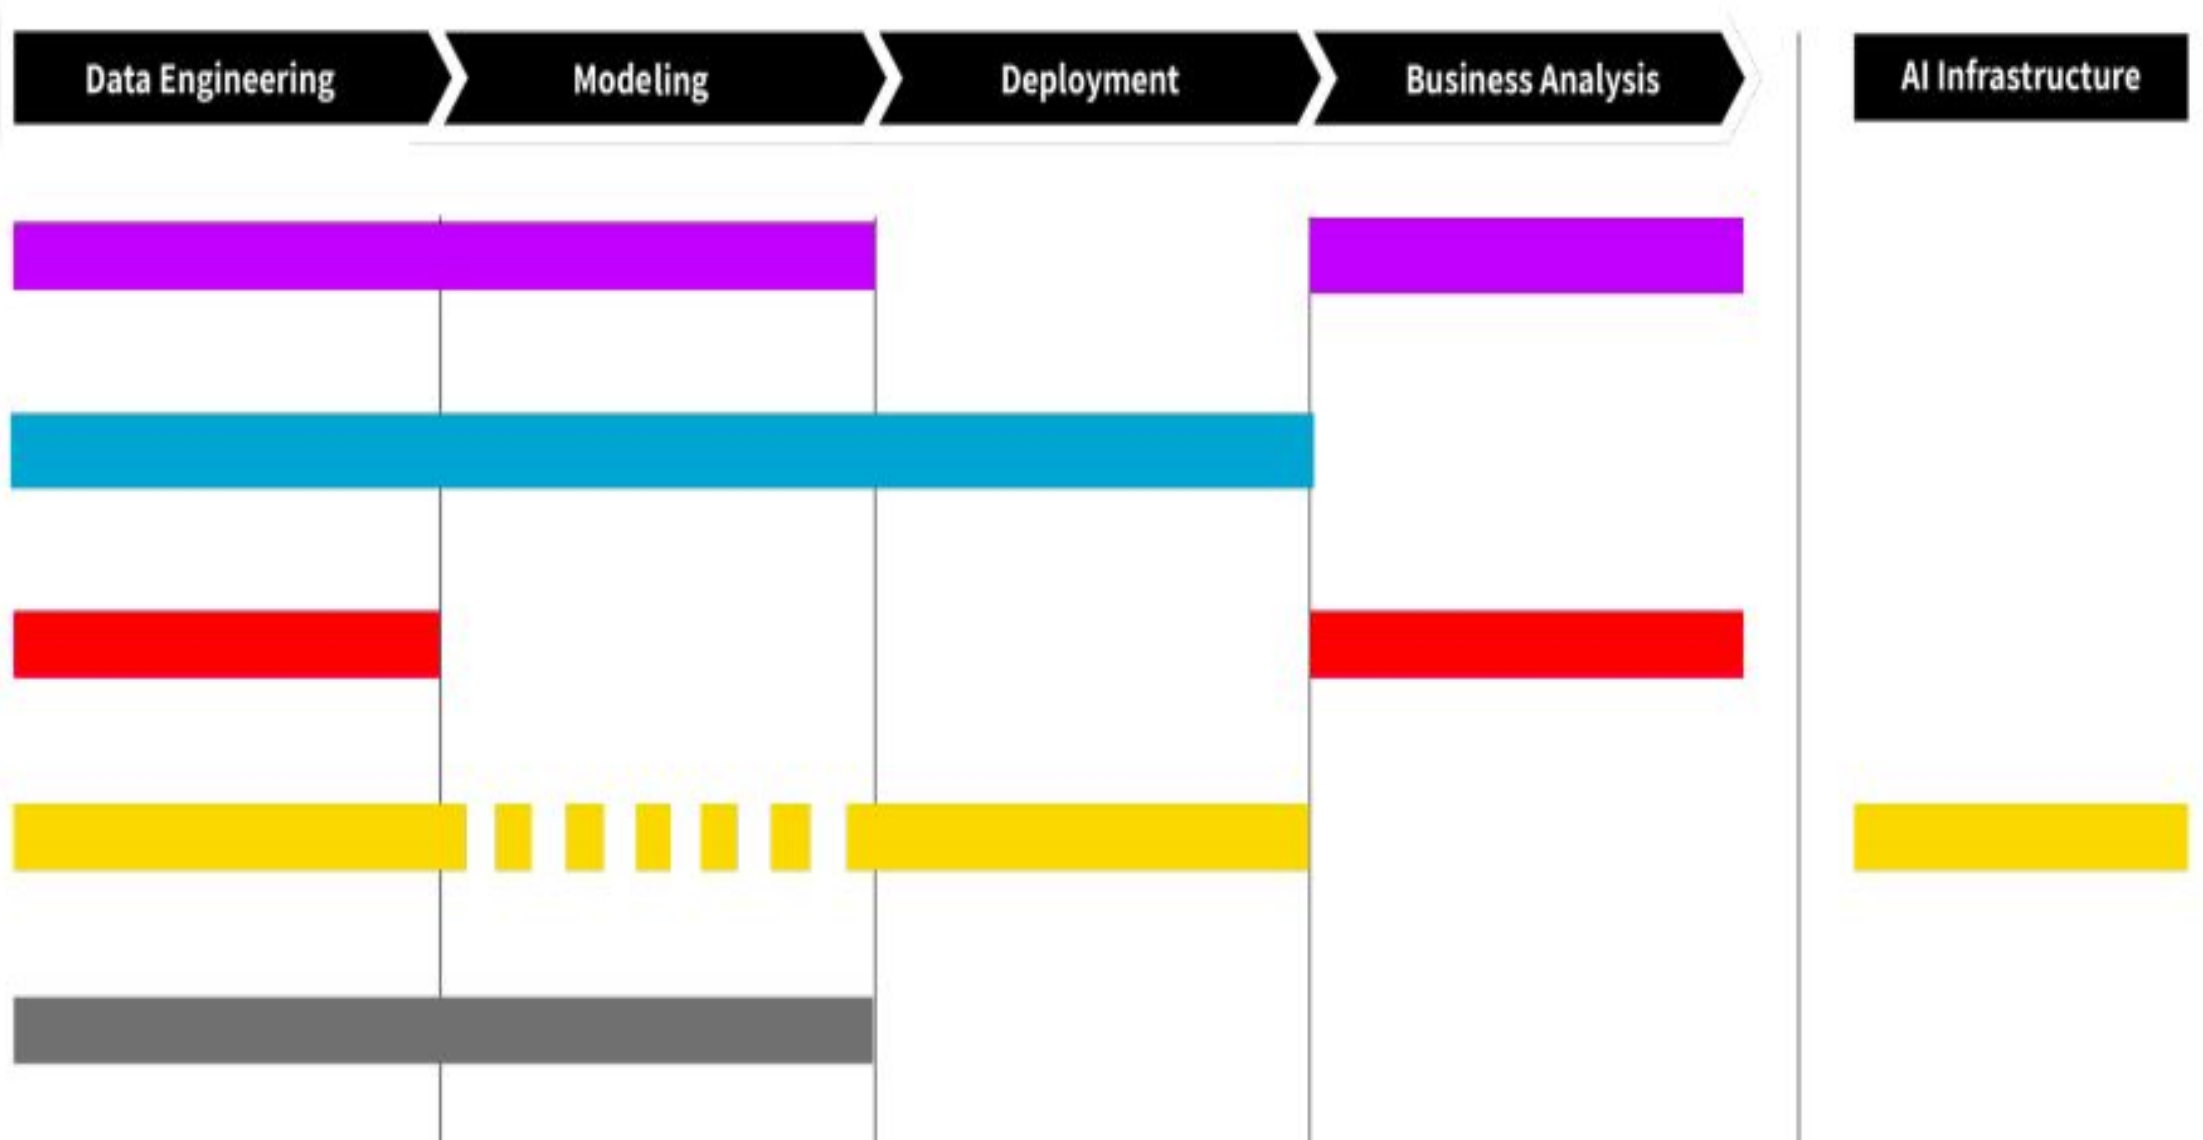 Data Engineering
Modeling
Deployment
Business Analysis
AI Infrastructure